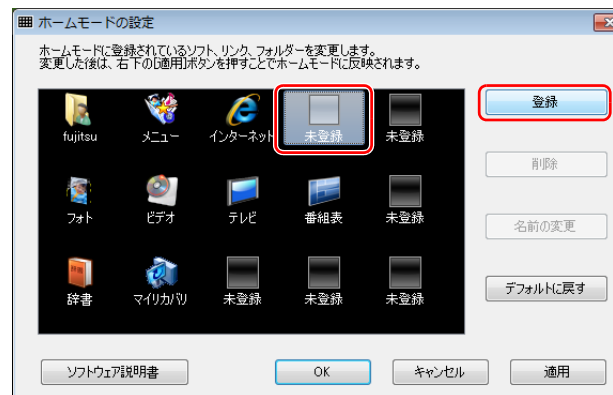 ホームモードの設定
ホームモードに登録されているソフト、リンク、フォルダーを変更します。
変更した後は、右下の[適用]ボタンを押すことでホームモードに反映されます。
fujitsu メニュー インターネット 未登録 未登録
登録
削除
フォト ビデオ テレビ 番組表 未登録
名前の変更
辞書 マイリカバリ 未登録 未登録 未登録
デフォルトに戻す
ソフトウェア説明書 OK キャンセル 適用